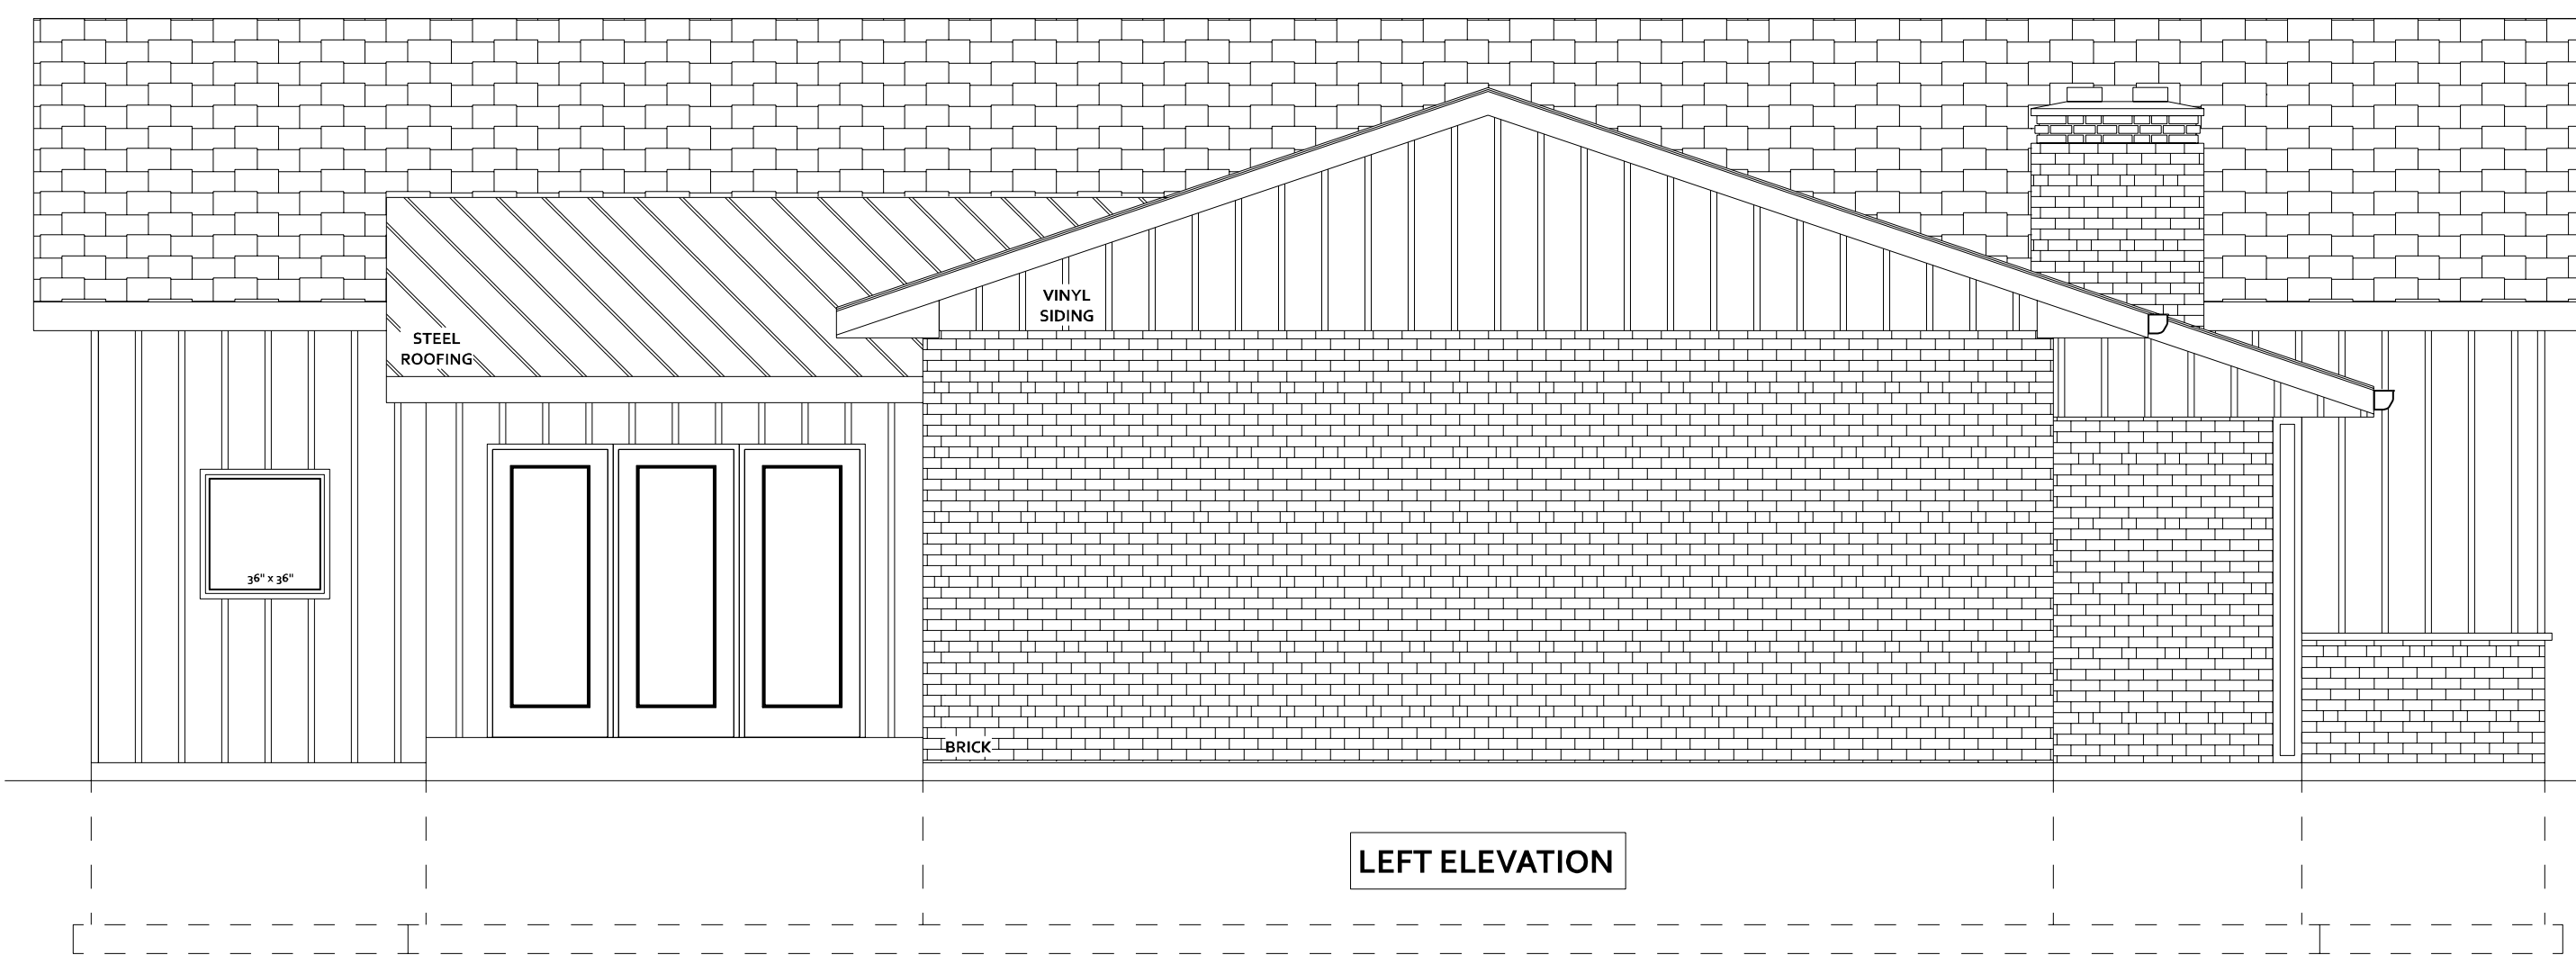 VINYL
SIDING
STEEL
ROOFING
36" x 36"
BRICK
LEFT ELEVATION